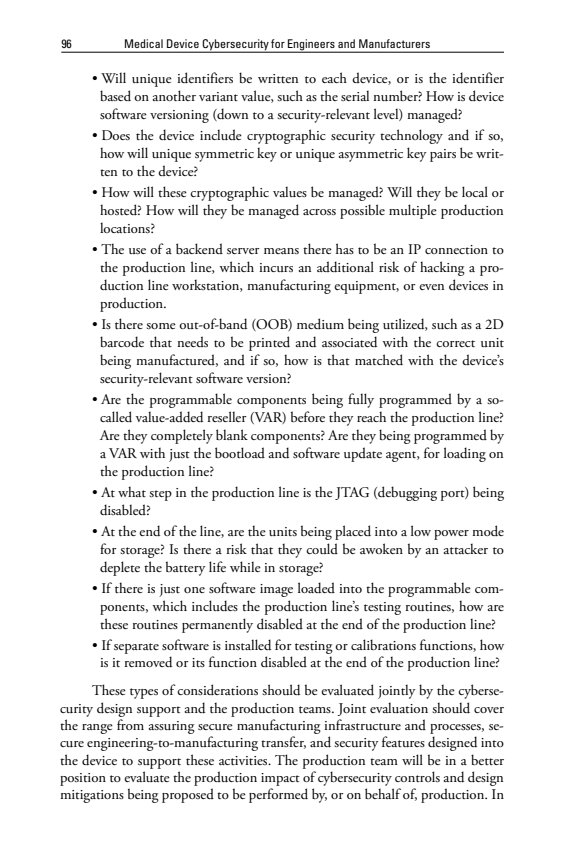 96 Medical Device Cybersecurity for Engineers and Manufacturers
• Will unique identifiers be written to each device, or is the identifier
based on another variant value, such as the serial number? How is device
software versioning (down to a security-relevant level) managed?
• Does the device include cryptographic security technology and if so,
how will unique symmetric key or unique asymmetric key pairs be writ-
ten to the device?
• How will these cryptographic values be managed? Will they be local or
hosted? How will they be managed across possible multiple production
locations?
• The use of a backend server means there has to be an IP connection to
the production line, which incurs an additional risk of hacking a pro-
duction line workstation, manufacturing equipment, or even devices in
production.
• Is there some out-of-band (OOB) medium being utilized, such as a 2D
barcode that needs to be printed and associated with the correct unit
being manufactured, and if so, how is that matched with the device’s
security-relevant software version?
• Are the programmable components being fully programmed by a so-
called value-added reseller (VAR) before they reach the production line?
Are they completely blank components? Are they being programmed by
a VAR with just the bootload and software update agent, for loading on
the production line?
• At what step in the production line is the JTAG (debugging port) being
disabled?
• At the end of the line, are the units being placed into a low power mode
for storage? Is there a risk that they could be awoken by an attacker to
deplete the battery life while in storage?
• If there is just one software image loaded into the programmable com-
ponents, which includes the production line’s testing routines, how are
these routines permanently disabled at the end of the production line?
• If separate software is installed for testing or calibrations functions, how
is it removed or its function disabled at the end of the production line?
These types of considerations should be evaluated jointly by the cyberse-
curity design support and the production teams. Joint evaluation should cover
the range from assuring secure manufacturing infrastructure and processes, se-
cure engineering-to-manufacturing transfer, and security features designed into
the device to support these activities. The production team will be in a better
position to evaluate the production impact of cybersecurity controls and design
mitigations being proposed to be performed by, or on behalf of, production. In